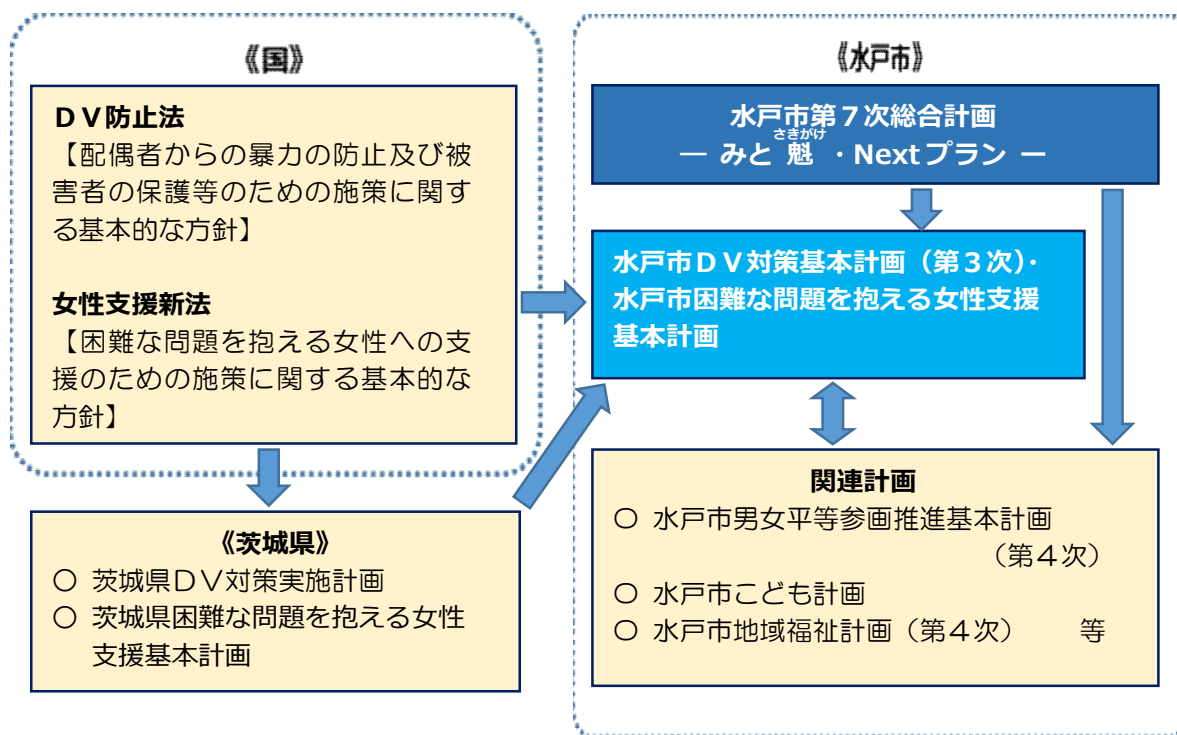 《国》
ＤＶ防止法
【配偶者からの暴力の防止及び被
害者の保護等のための施策に関す
る基本的な方針】
女性支援新法
【困難な問題を抱える女性への支
援のための施策に関する基本的な
方針】
《茨城県》
○ 茨城県ＤＶ対策実施計画
○ 茨城県困難な問題を抱える女性
支援基本計画
《水戸市》
水戸市第７次総合計画
さきがけ
― みと 魁 ・Nextプラン ―
水戸市ＤＶ対策基本計画（第３次）・
水戸市困難な問題を抱える女性支援
基本計画
関連計画
○ 水戸市男女平等参画推進基本計画
（第４次）
○ 水戸市こども計画
○ 水戸市地域福祉計画（第４次）　　等